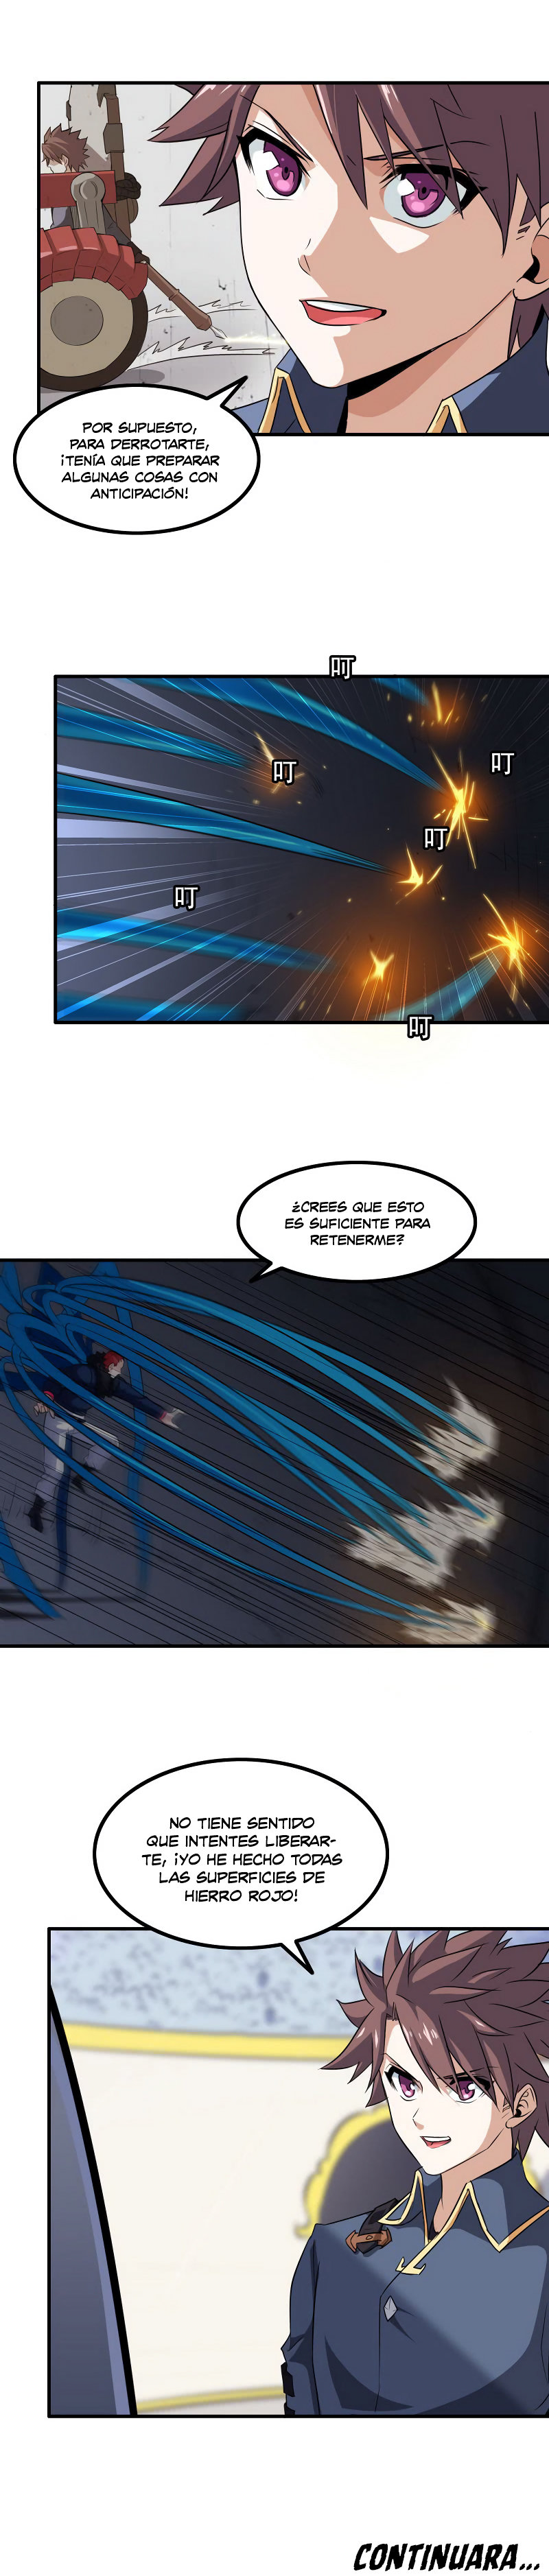 POR SUPUESTO,
PARA DERROTARTE,
¡TENÍA QUE PREPARAR
ALGUNAS COSAS CON
ANTICIPACIÓN!
叮
叮
叮
叮
叮
叮
¿CREES QUE ESTO
ES SUFICIENTE PARA
RETENERME?
NO TIENE SENTIDO
QUE INTENTES LIBERAR-
TE, ¡YO HE HECHO TODAS
LAS SUPERFICIES DE
HIERRO ROJO!
CONTINUARA...